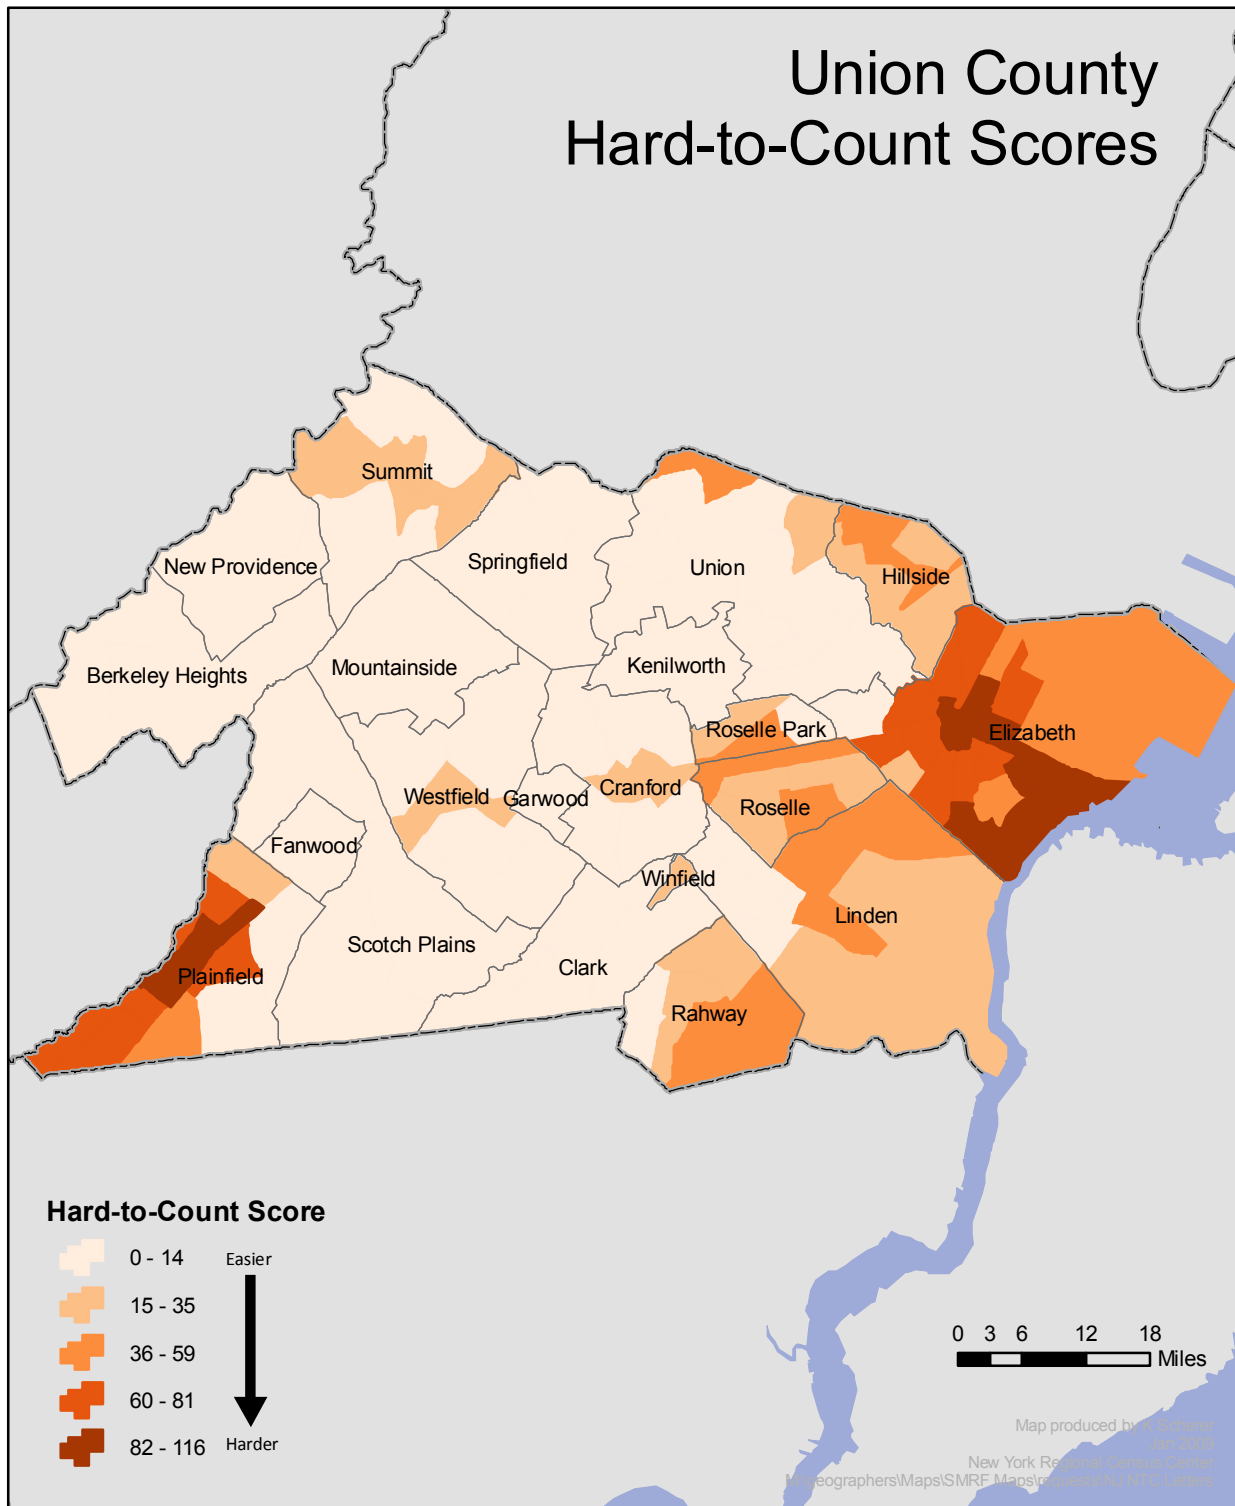 Union County
Hard-to-Count Scores
Summit
New Providence
Springfield
Union
Hillside
Berkeley Heights
Mountainside
Kenilworth
Roselle Park
Elizabeth
Westfield
Garwood
Cranford
Roselle
Fanwood
Winfield
Linden
Scotch Plains
Clark
Plainfield
Rahway
Hard-to-Count Score
0 - 14
Easier
15 - 35
36 - 59
60 - 81
82 - 116
Harder
0 3 6 12 18
Miles
Map produced by K Scherer
Jan 2009
New York Regional Census Center